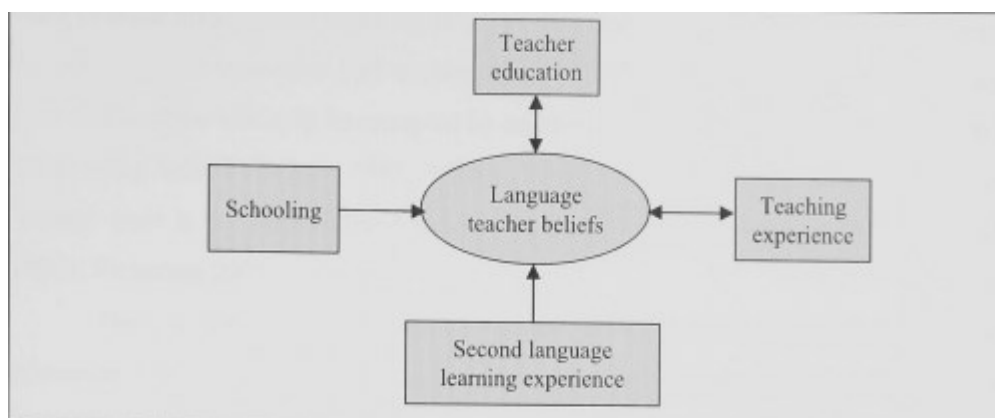 Teacher
education
Schooling
Language
teacher beliefs
Teaching
experience
Second language
learning experience